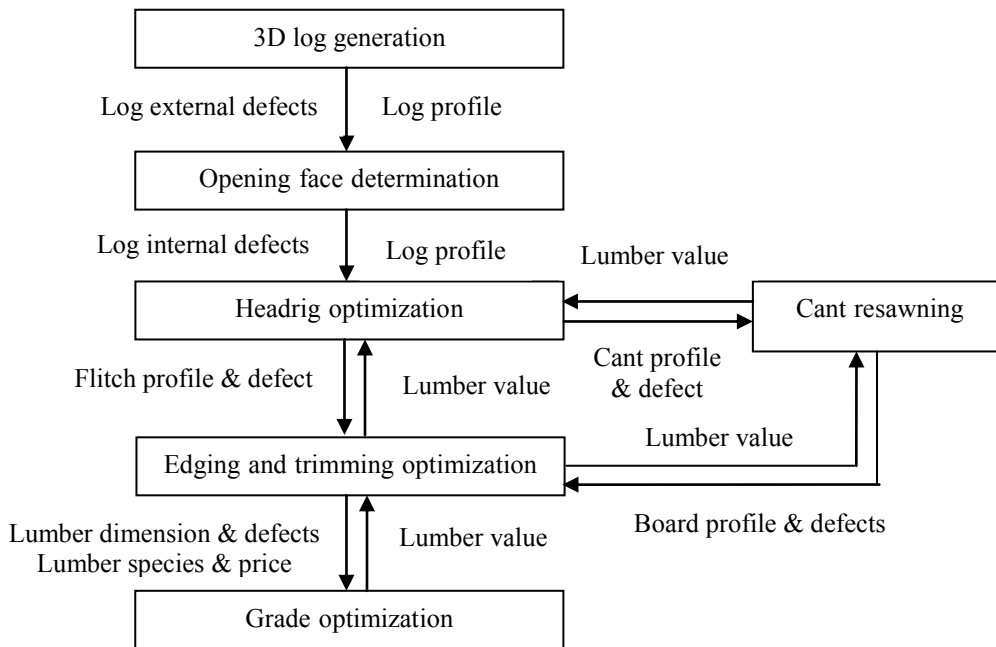 3D log generation
Log external defects
Log profile
Opening face determination
Log internal defects
Log profile
Lumber value
Headrig optimization
Cant resawning
Cant profile
& defect
Flitch profile & defect
Lumber value
Lumber value
Edging and trimming optimization
Board profile & defects
Lumber dimension & defects
Lumber species & price
Lumber value
Grade optimization